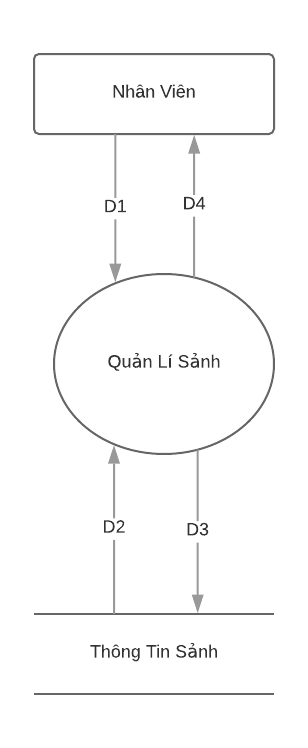 Nhân Viên
D1
D4
Quản Lí Sảnh
D2
D3
Thông Tin Sảnh